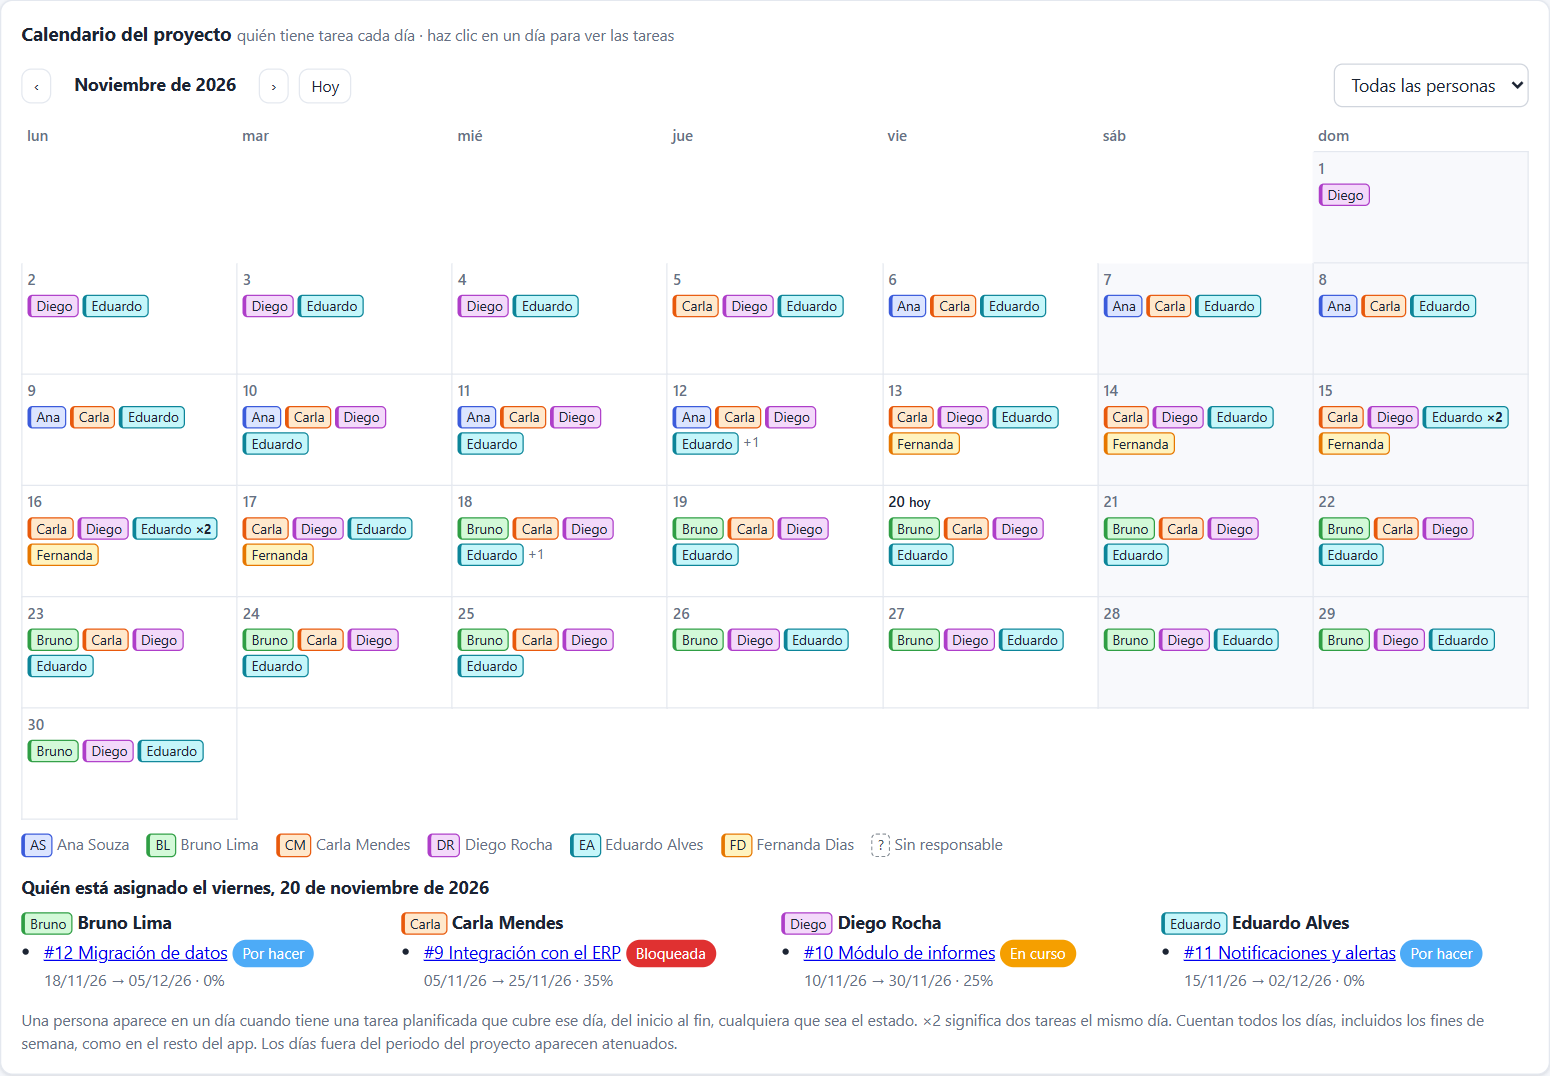 Calendario del proyecto quién tiene tarea cada día · haz clic en un día para ver las tareas
‹ Noviembre de 2026 › Hoy Todas las personas
lun mar mié jue vie sáb dom
1
Diego
2 3 4 5 6 7 8
Diego Eduardo Diego Eduardo Diego Eduardo Carla Diego Eduardo Ana Carla Eduardo Ana Carla Eduardo Ana Carla Eduardo
9 10 11 12 13 14 15
Ana Carla Eduardo Ana Carla Diego Ana Carla Diego Ana Carla Diego Carla Diego Eduardo Carla Diego Eduardo Carla Diego Eduardo ×2
Eduardo Eduardo Eduardo +1 Fernanda Fernanda Fernanda
16 17 18 19 20 hoy 21 22
Carla Diego Eduardo ×2 Carla Diego Eduardo Bruno Carla Diego Bruno Carla Diego Bruno Carla Diego Bruno Carla Diego Bruno Carla Diego
Fernanda Fernanda Eduardo +1 Eduardo Eduardo Eduardo Eduardo
23 24 25 26 27 28 29
Bruno Carla Diego Bruno Carla Diego Bruno Carla Diego Bruno Diego Eduardo Bruno Diego Eduardo Bruno Diego Eduardo Bruno Diego Eduardo
Eduardo Eduardo Eduardo
30
Bruno Diego Eduardo
AS Ana Souza BL Bruno Lima CM Carla Mendes DR Diego Rocha EA Eduardo Alves FD Fernanda Dias ? Sin responsable
Quién está asignado el viernes, 20 de noviembre de 2026
Bruno Bruno Lima Carla Carla Mendes Diego Diego Rocha Eduardo Eduardo Alves
• #12 Migración de datos Por hacer • #9 Integración con el ERP Bloqueada • #10 Módulo de informes En curso • #11 Notificaciones y alertas Por hacer
18/11/26 → 05/12/26 · 0% 05/11/26 → 25/11/26 · 35% 10/11/26 → 30/11/26 · 25% 15/11/26 → 02/12/26 · 0%
Una persona aparece en un día cuando tiene una tarea planificada que cubre ese día, del inicio al fin, cualquiera que sea el estado. ×2 significa dos tareas el mismo día. Cuentan todos los días, incluidos los fines de
semana, como en el resto del app. Los días fuera del periodo del proyecto aparecen atenuados.